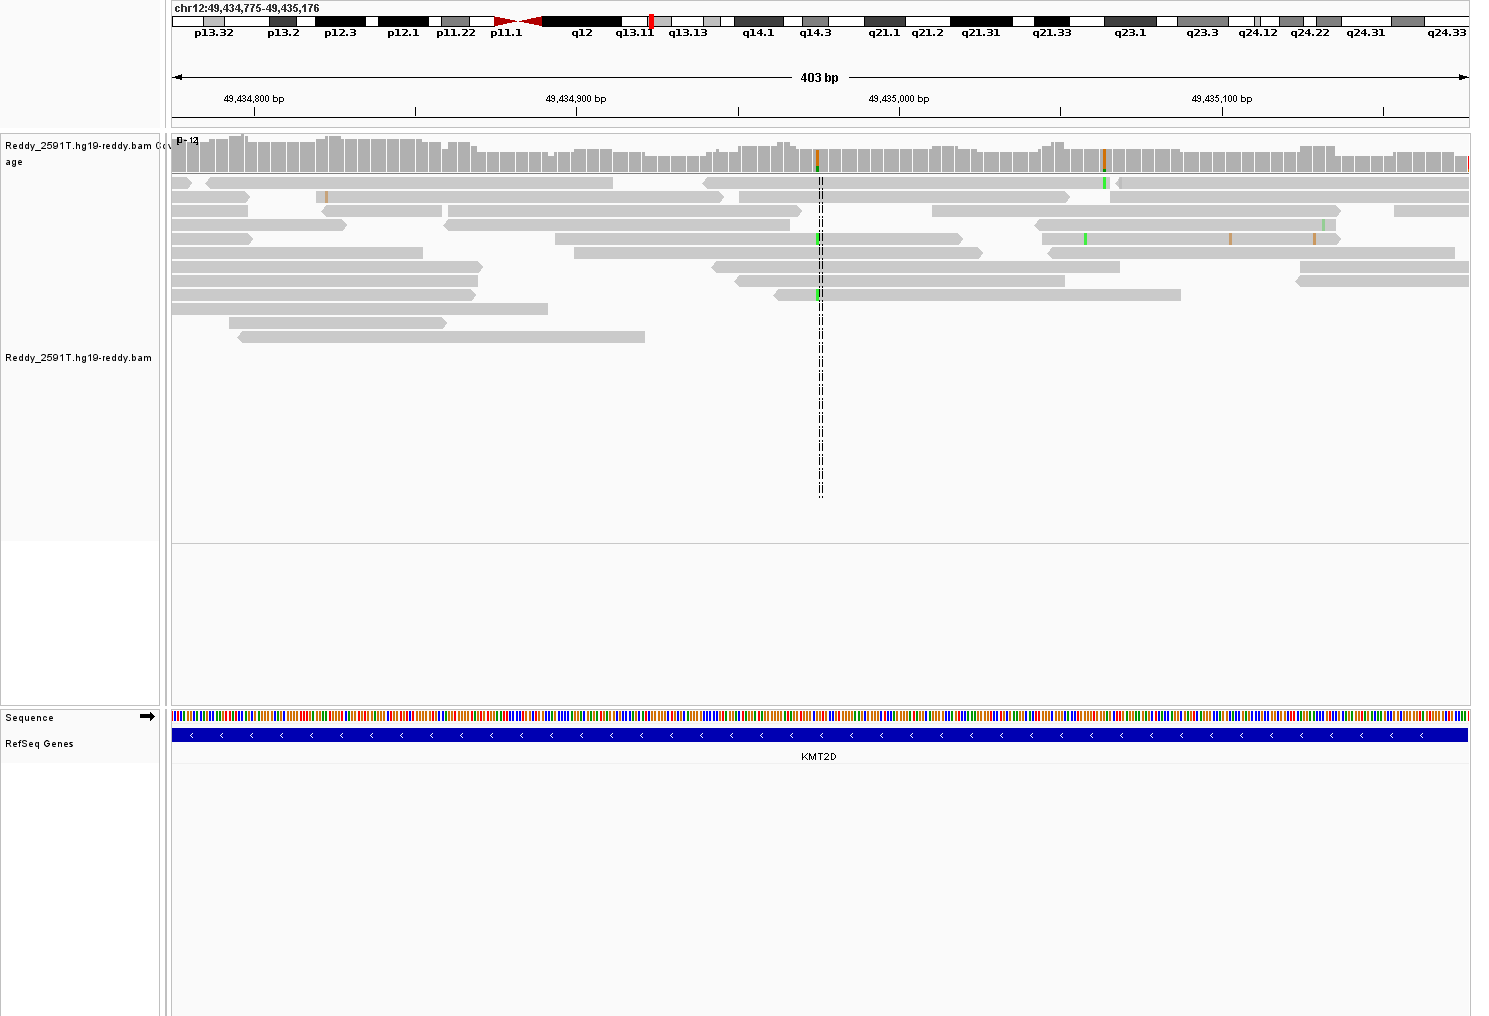 chr12:49,434,775-49,435,176
p13.32 p13.2 p12.3 p12.1 p11.22 p11.1 q12 q13.11 q13.13 q14.1 q14.3 q21.1 q21.2 q21.31 q21.33 q23.1 q23.3 q24.12 q24.22 q24.31 q24.33
403 bp
49,434,800 bp 49,434,900 bp 49,435,000 bp 49,435,100 bp
Reddy_2591T.hg19-reddy.bam Cov
age
[0 - 12]
Reddy_2591T.hg19-reddy.bam
Sequence
RefSeq Genes
KMT2D